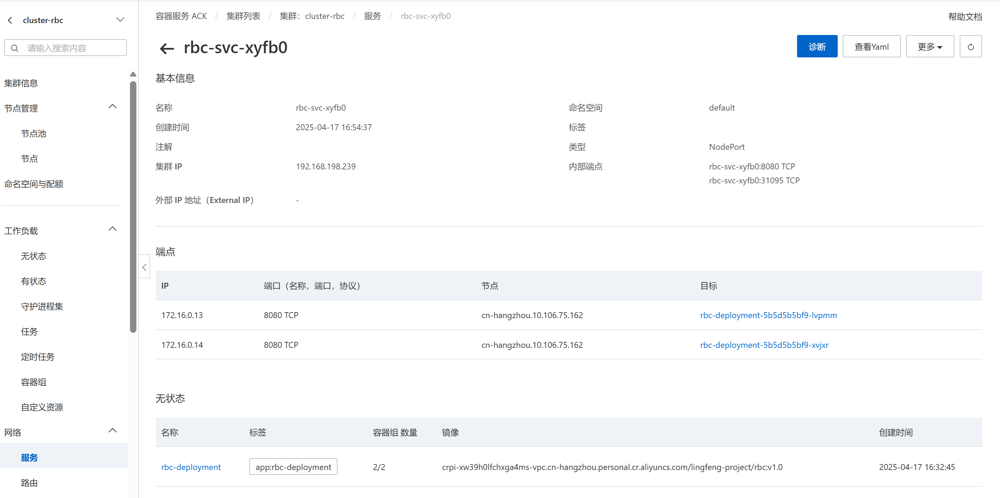 cluster-rbc
请输入搜索内容
集群信息
节点管理
节点池
节点
命名空间与配额
工作负载
无状态
有状态
守护进程集
任务
定时任务
容器组
自定义资源
网络
服务
路由
容器服务 ACK / 集群列表 / 集群：cluster-rbc / 服务 / rbc-svc-xyfb0
帮助文档
rbc-svc-xyfb0
诊断 查看Yaml 更多
基本信息
名称 rbc-svc-xyfb0 命名空间 default
创建时间 2025-04-17 16:54:37 标签
注解 类型 NodePort
集群 IP 192.168.198.239 内部端点 rbc-svc-xyfb0:8080 TCP
rbc-svc-xyfb0:31095 TCP
外部 IP 地址（External IP） -
端点
IP 端口（名称，端口，协议） 节点 目标
172.16.0.13 8080 TCP cn-hangzhou.10.106.75.162 rbc-deployment-5b5d5b5bf9-lvpmm
172.16.0.14 8080 TCP cn-hangzhou.10.106.75.162 rbc-deployment-5b5d5b5bf9-xvjxr
无状态
名称 标签 容器组 数量 镜像 创建时间
rbc-deployment app:rbc-deployment 2/2 crpi-xw39h0lfchxga4ms-vpc.cn-hangzhou.personal.cr.aliyuncs.com/lingfeng-project/rbc:v1.0 2025-04-17 16:32:45